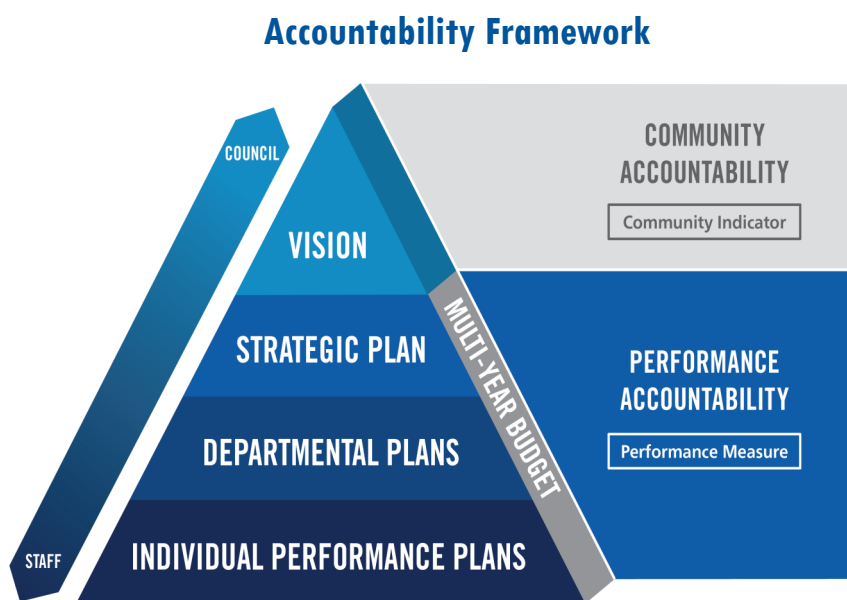 Accountability Framework
COUNCIL
STAFF
VISION
STRATEGIC PLAN
DEPARTMENTAL PLANS
INDIVIDUAL PERFORMANCE PLANS
MULTI-YEAR BUDGET
COMMUNITY
ACCOUNTABILITY
Community Indicator
PERFORMANCE
ACCOUNTABILITY
Performance Measure